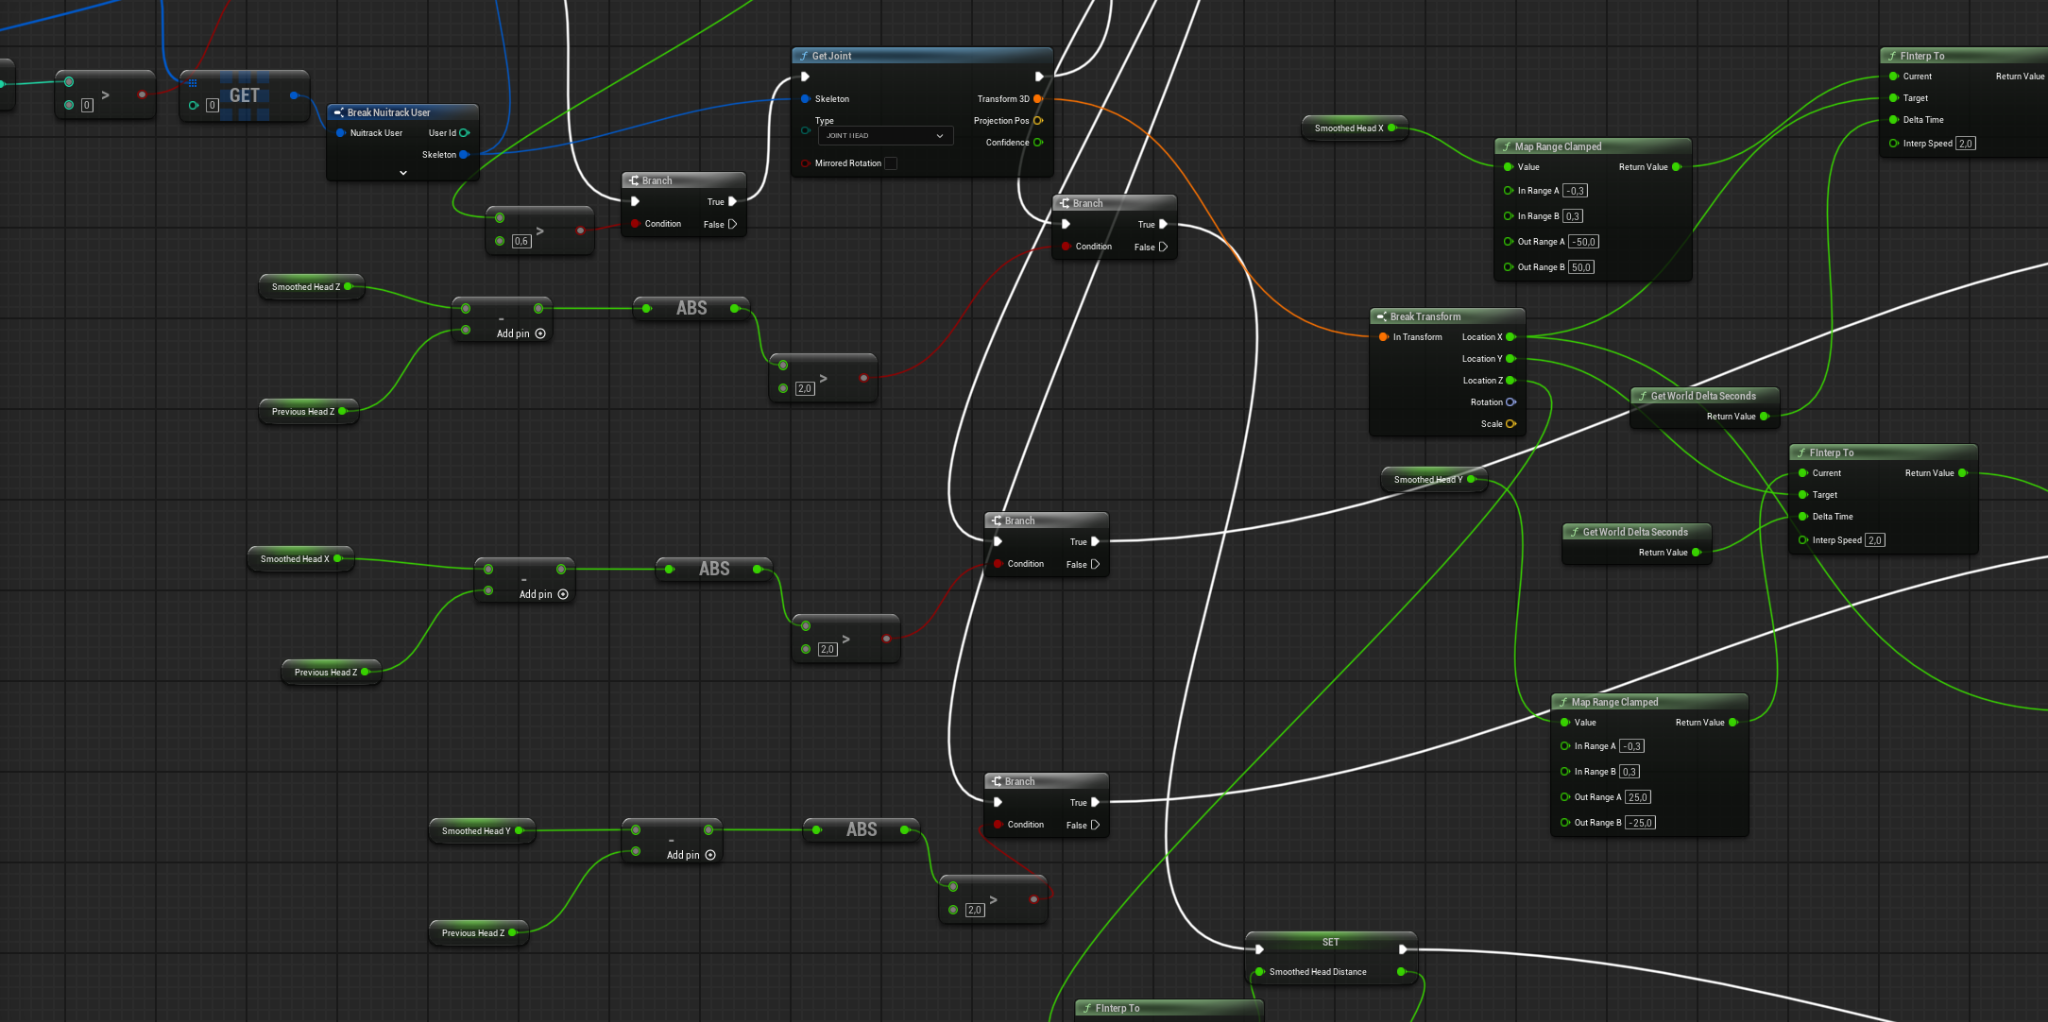 0
>
GET
0
Break Nuitrack User
Nuitrack User
User Id
Skeleton
Get Joint
Skeleton
Transform 3D
Type
JOINT HEAD
Projection Pos
Confidence
Mirrored Rotation
Branch
True
Condition
False
0,6
>
Branch
True
Condition
False
Smoothed Head X
Map Range Clamped
Value
Return Value
In Range A
-0,3
In Range B
0,3
Out Range A
-50,0
Out Range B
50,0
FInterp To
Current
Return Value
Target
Delta Time
Interp Speed
2,0
Smoothed Head Z
-
Add pin
ABS
2,0
>
Previous Head Z
Break Transform
In Transform
Location X
Location Y
Location Z
Rotation
Scale
Get World Delta Seconds
Return Value
Smoothed Head Y
FInterp To
Current
Return Value
Target
Delta Time
Interp Speed
2,0
Get World Delta Seconds
Return Value
Smoothed Head X
-
Add pin
ABS
2,0
>
Previous Head Z
Branch
True
Condition
False
Map Range Clamped
Value
Return Value
In Range A
-0,3
In Range B
0,3
Out Range A
25,0
Out Range B
-25,0
Smoothed Head Y
-
Add pin
ABS
2,0
>
Previous Head Z
Branch
True
Condition
False
SET
Smoothed Head Distance
FInterp To